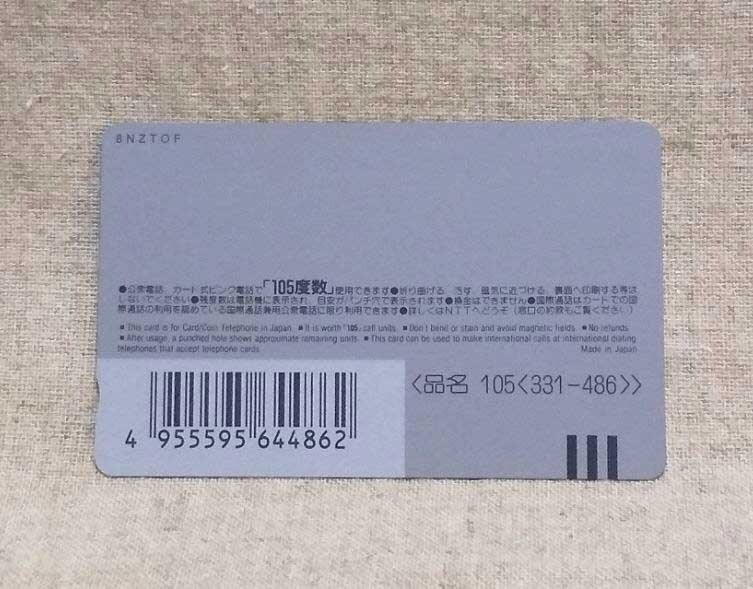 8NZTOF
●公衆電話、カード式ピンク電話で「105度数」使用できます●折り曲げる、汚す、磁気に近づける、裏面へ印刷する等は
しないでください●残度数は電話機に表示され、目安がパンチ穴で表示されます●換金はできません●国際通話はカードでの国
際通話の利用を認めている国際通話兼用公衆電話に限り利用できます●詳しくはNTTへどうぞ(窓口の約款もご覧ください)
■ This card is for Card/Coin Telephone in Japan. ■ It is worth「105」call units. ■ Don't bend or stain and avoid magnetic fields. ■ No refunds.
■ After usage, a punched hole shows approximate remaining units. ■ This card can be used to make international calls at international dialing
telephones that accept telephone cards. Made in Japan
<品名 105<331-486>>
4 955595 644862